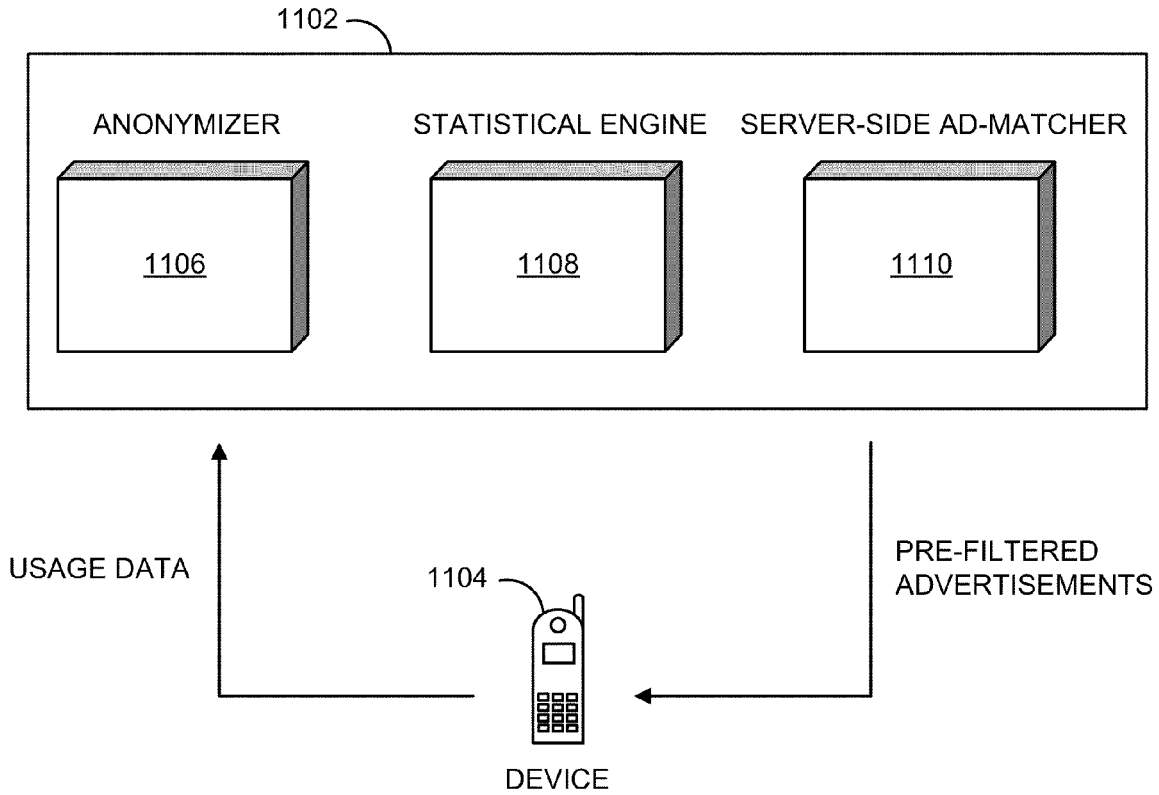 1102
ANONYMIZER
STATISTICAL ENGINE
SERVER-SIDE AD-MATCHER
1106
1108
1110
USAGE DATA
PRE-FILTERED
ADVERTISEMENTS
1104
DEVICE